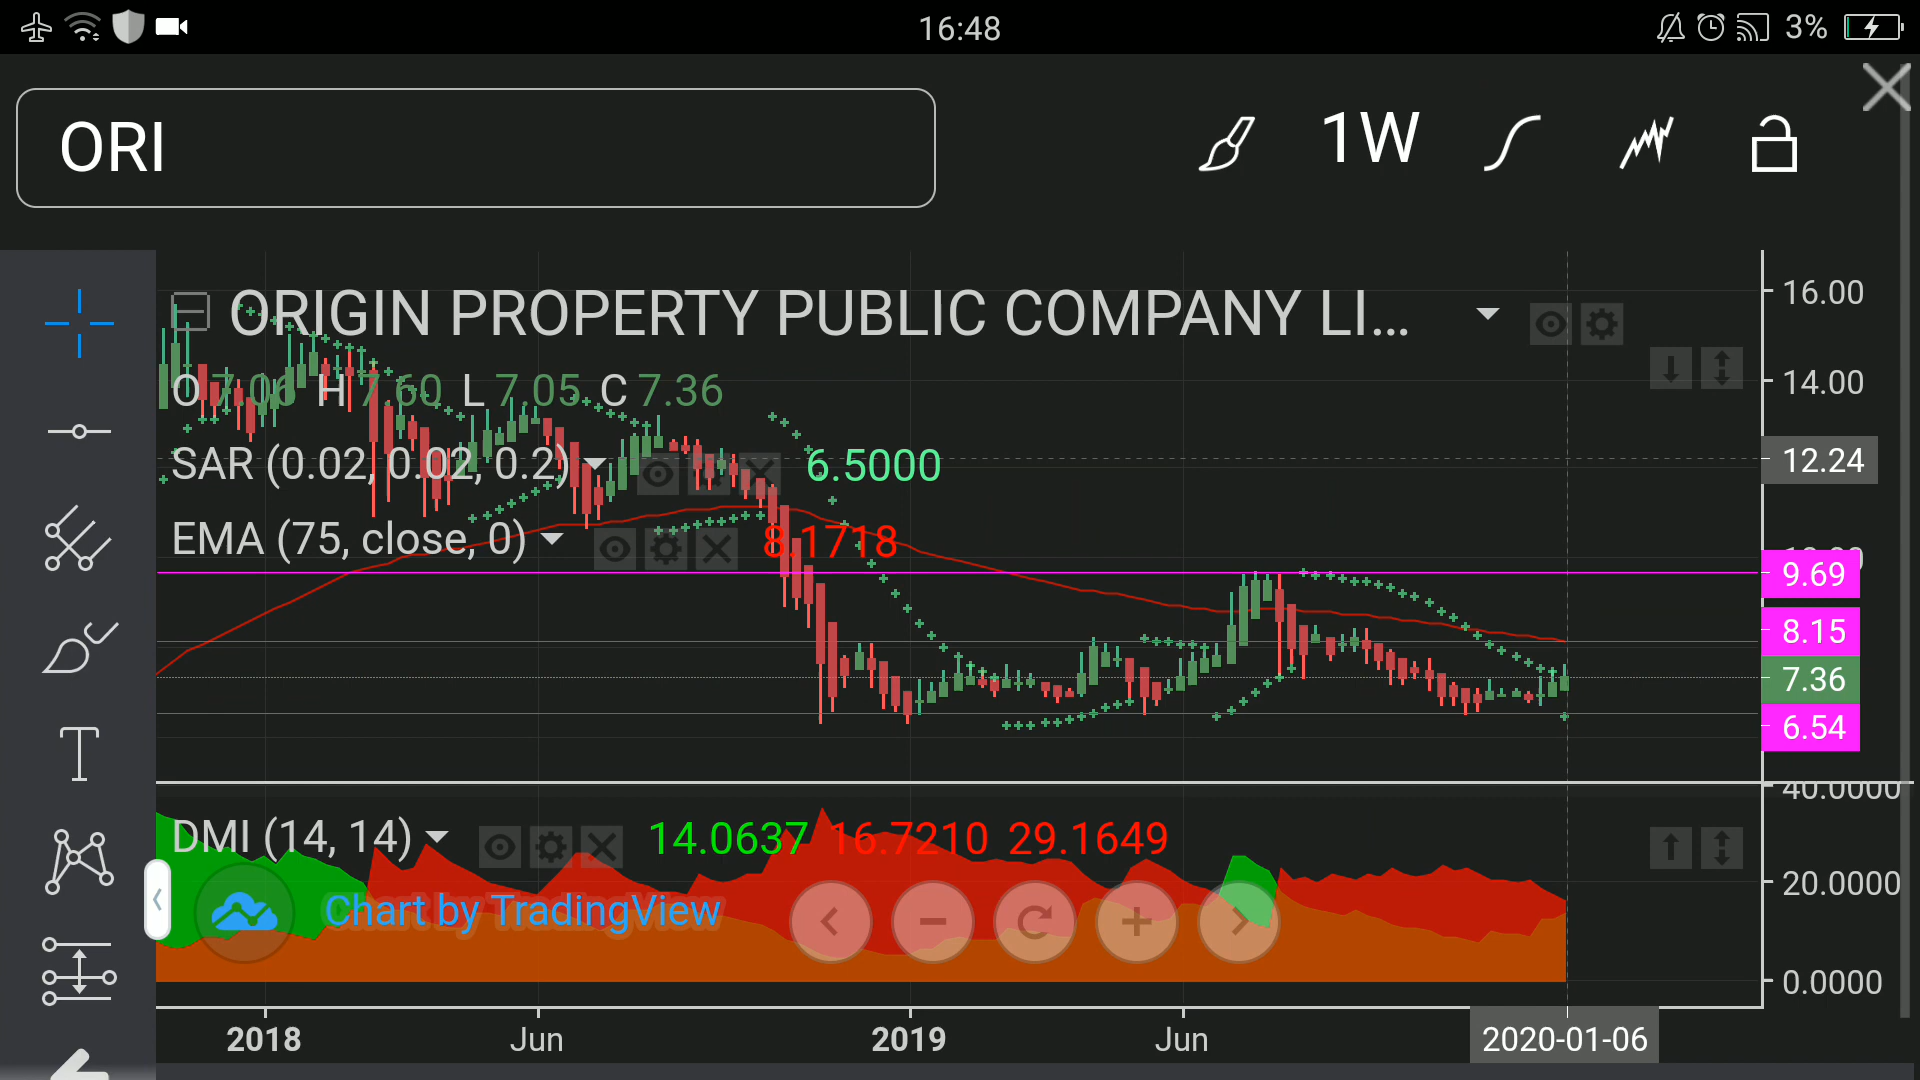 16:48
3%
ORI
1W
ORIGIN PROPERTY PUBLIC COMPANY LI...
O 7.06 H 7.60 L 7.05 C 7.36
SAR (0.02, 0.02, 0.2) 6.5000
EMA (75, close, 0) 8.1718
16.00
14.00
12.24
9.69
8.15
7.36
6.54
DMI (14, 14) 14.0637 16.7210 29.1649
40.0000
20.0000
0.0000
Chart by TradingView
2018 Jun 2019 Jun 2020-01-06